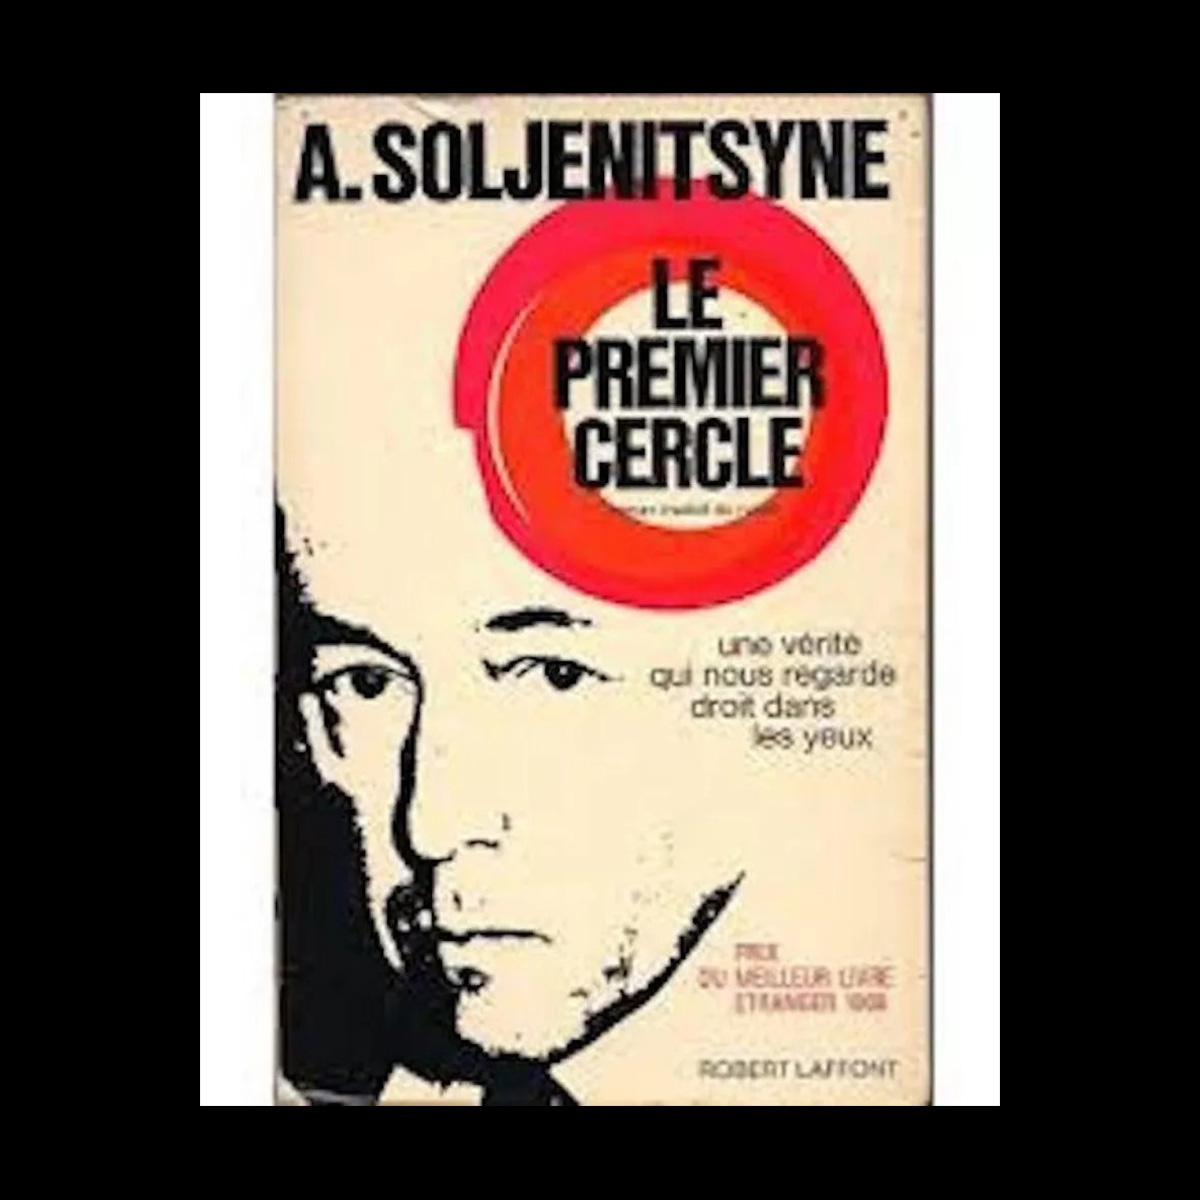 A. SOLJENITSYNE
LE
PREMIER
CERCLE
une vérité
qui nous regarde
droit dans
les yeux
PRIX
DU MEILLEUR LIVRE
ETRANGER
ROBERT LAFFONT